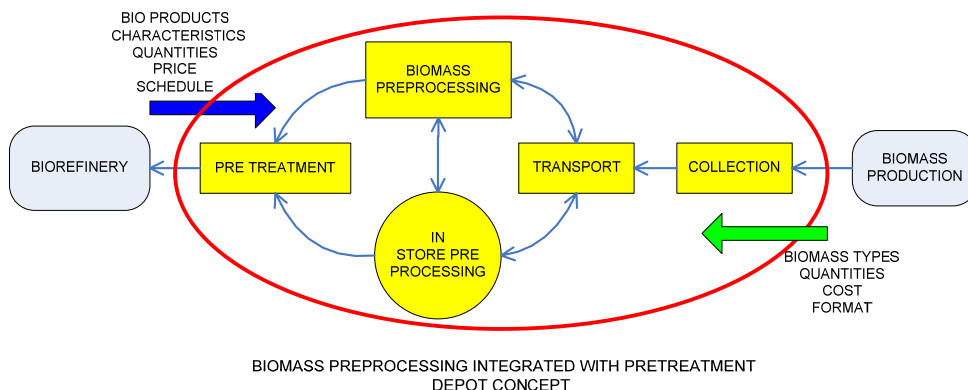 BIO PRODUCTS
CHARACTERISTICS
QUANTITIES
PRICE
SCHEDULE
BIOMASS
PREPROCESSING
BIOREFINERY
PRE TREATMENT
TRANSPORT
COLLECTION
BIOMASS
PRODUCTION
IN
STORE PRE
PROCESSING
BIOMASS TYPES
QUANTITIES
COST
FORMAT
BIOMASS PREPROCESSING INTEGRATED WITH PRETREATMENT
DEPOT CONCEPT